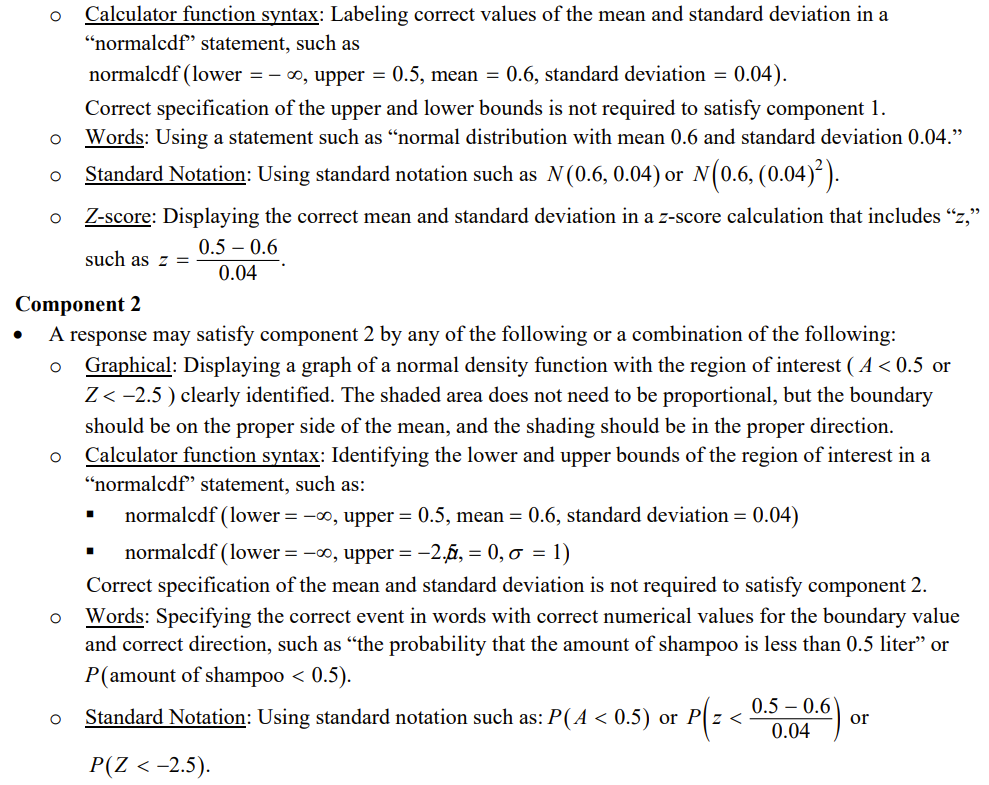 o Calculator function syntax: Labeling correct values of the mean and standard deviation in a
“normalcdf” statement, such as
normalcdf (lower = − ∞, upper = 0.5, mean = 0.6, standard deviation = 0.04).
Correct specification of the upper and lower bounds is not required to satisfy component 1.
o Words: Using a statement such as “normal distribution with mean 0.6 and standard deviation 0.04.”
o Standard Notation: Using standard notation such as N(0.6, 0.04) or N(0.6, (0.04)²).
o Z-score: Displaying the correct mean and standard deviation in a z-score calculation that includes “z,”
such as z = (0.5 − 0.6)/0.04.
Component 2
• A response may satisfy component 2 by any of the following or a combination of the following:
o Graphical: Displaying a graph of a normal density function with the region of interest ( A < 0.5 or
Z < −2.5 ) clearly identified. The shaded area does not need to be proportional, but the boundary
should be on the proper side of the mean, and the shading should be in the proper direction.
o Calculator function syntax: Identifying the lower and upper bounds of the region of interest in a
“normalcdf” statement, such as:
▪ normalcdf (lower = −∞, upper = 0.5, mean = 0.6, standard deviation = 0.04)
▪ normalcdf (lower = −∞, upper = −2. , = 0, σ = 1)
Correct specification of the mean and standard deviation is not required to satisfy component 2.
o Words: Specifying the correct event in words with correct numerical values for the boundary value
and correct direction, such as “the probability that the amount of shampoo is less than 0.5 liter” or
P(amount of shampoo < 0.5).
o Standard Notation: Using standard notation such as: P(A < 0.5) or P(z < (0.5 − 0.6)/0.04) or
P(Z < −2.5).